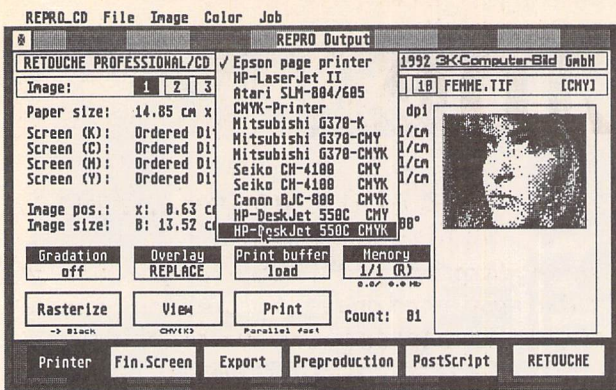 REPRO_CD File Image Color Job
REPRO Output
RETOUCHE PROFESSIONAL/CD
1992 3K-ComputerBild GmbH
Image: 1 2 3
10 FEMME.TIF [CMY]
✓ Epson page printer
HP-LaserJet II
Atari SLM-804/605
CMYK-Printer
Mitsubishi G370-K
Mitsubishi G370-CMY
Mitsubishi G370-CMYK
Seiko CH-4100 CMY
Seiko CH-4100 CMYK
Canon BJC-800 CMYK
HP-DeskJet 550C CMY
HP-DeskJet 550C CMYK
Paper size: 14.85 cm x
dpi
Screen (K): Ordered Di
l/cm
Screen (C): Ordered Di
l/cm
Screen (M): Ordered Di
l/cm
Screen (Y): Ordered Di
l/cm
Image pos.: x: 0.63 c
Image size: B: 13.52 c
00°
Gradation
off
Overlay
REPLACE
Print buffer
load
Memory
1/1 (R)
0.0/ 0.0 Mb
Rasterize
-> Black
View
CMY(K)
Print
Parallel fast
Count: 01
Printer Fin.Screen Export Preproduction PostScript RETOUCHE